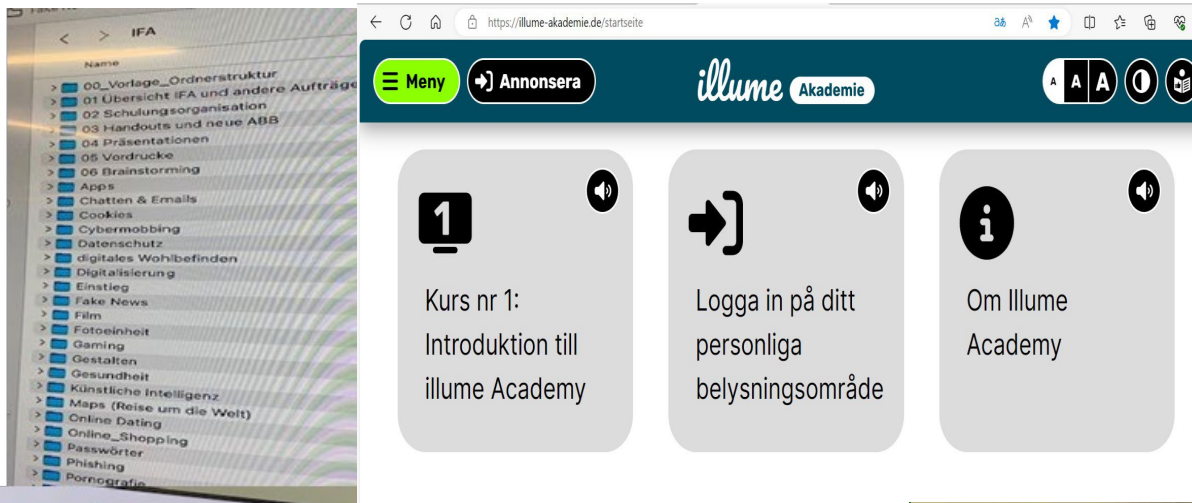 IFA
Name
00_Vorlage_Ordnerstruktur
01 Übersicht IFA und andere Aufträge
02 Schulungsorganisation
03 Handouts und neue ABB
04 Präsentationen
05 Vordrucke
06 Brainstorming
Apps
Chatten & Emails
Cookies
Cybermobbing
Datenschutz
digitales Wohlbefinden
Digitalisierung
Einstieg
Fake News
Film
Fotoeinheit
Gaming
Gestalten
Gesundheit
Künstliche Intelligenz
Maps (Reise um die Welt)
Online Dating
Online_Shopping
Passwörter
Phishing
Pornografie
https://illume-akademie.de/startseite
Meny
Annonsera
illume Akademie
A A A
1
Kurs nr 1:
Introduktion till
illume Academy
Logga in på ditt
personliga
belysningsområde
i
Om Illume
Academy